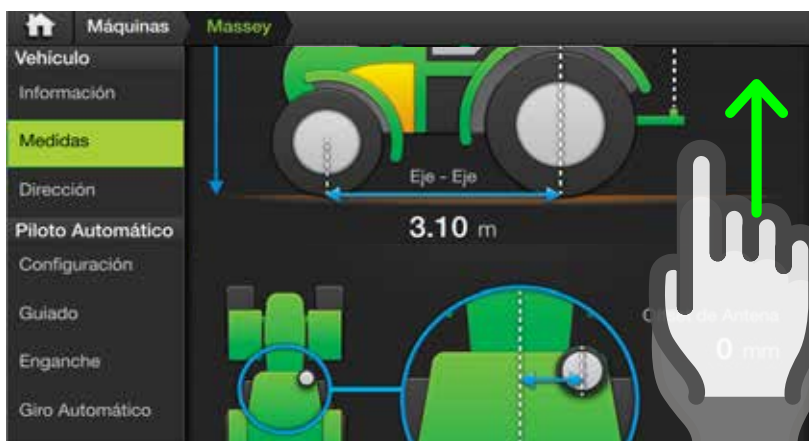 Máquinas
Massey
Vehículo
Información
Medidas
Dirección
Piloto Automático
Configuración
Guiado
Enganche
Giro Automático
Eje - Eje
3.10 m
de Antena
0 mm